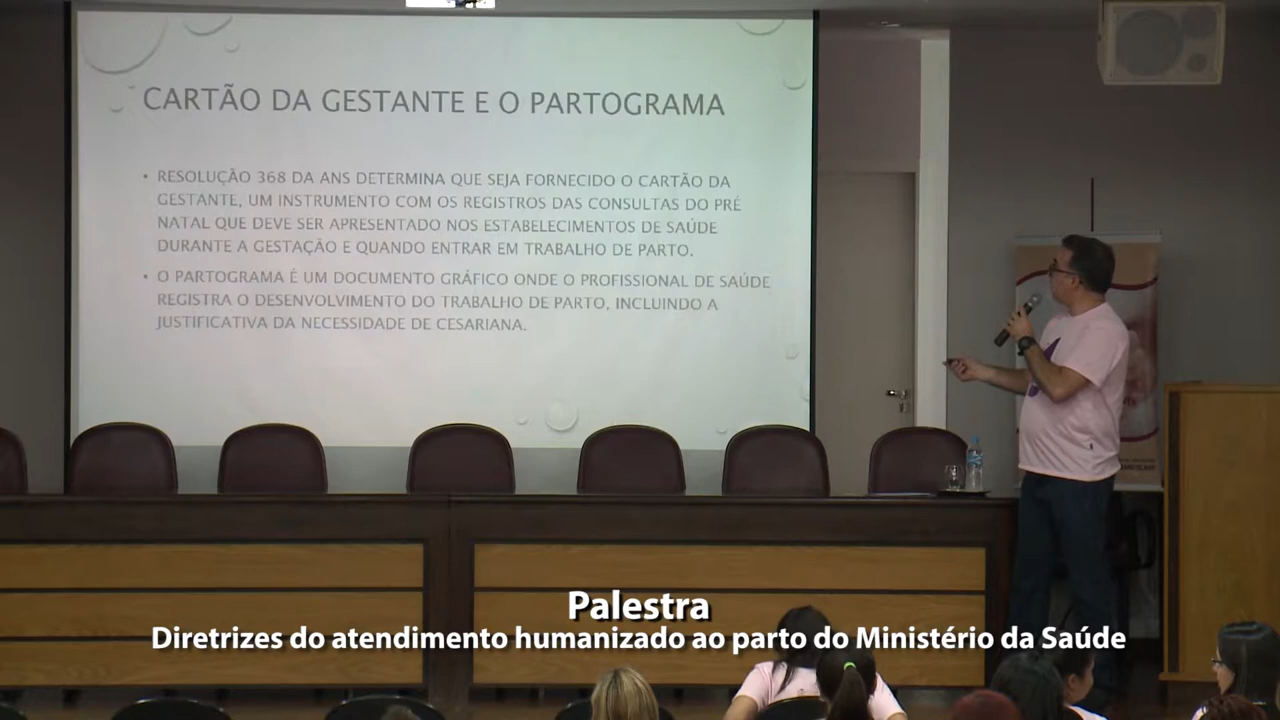 CARTÃO DA GESTANTE E O PARTOGRAMA
• RESOLUÇÃO 368 DA ANS DETERMINA QUE SEJA FORNECIDO O CARTÃO DA
GESTANTE, UM INSTRUMENTO COM OS REGISTROS DAS CONSULTAS DO PRÉ
NATAL QUE DEVE SER APRESENTADO NOS ESTABELECIMENTOS DE SAÚDE
DURANTE A GESTAÇÃO E QUANDO ENTRAR EM TRABALHO DE PARTO.
• O PARTOGRAMA É UM DOCUMENTO GRÁFICO ONDE O PROFISSIONAL DE SAÚDE
REGISTRA O DESENVOLVIMENTO DO TRABALHO DE PARTO, INCLUINDO A
JUSTIFICATIVA DA NECESSIDADE DE CESARIANA.
Palestra
Diretrizes do atendimento humanizado ao parto do Ministério da Saúde